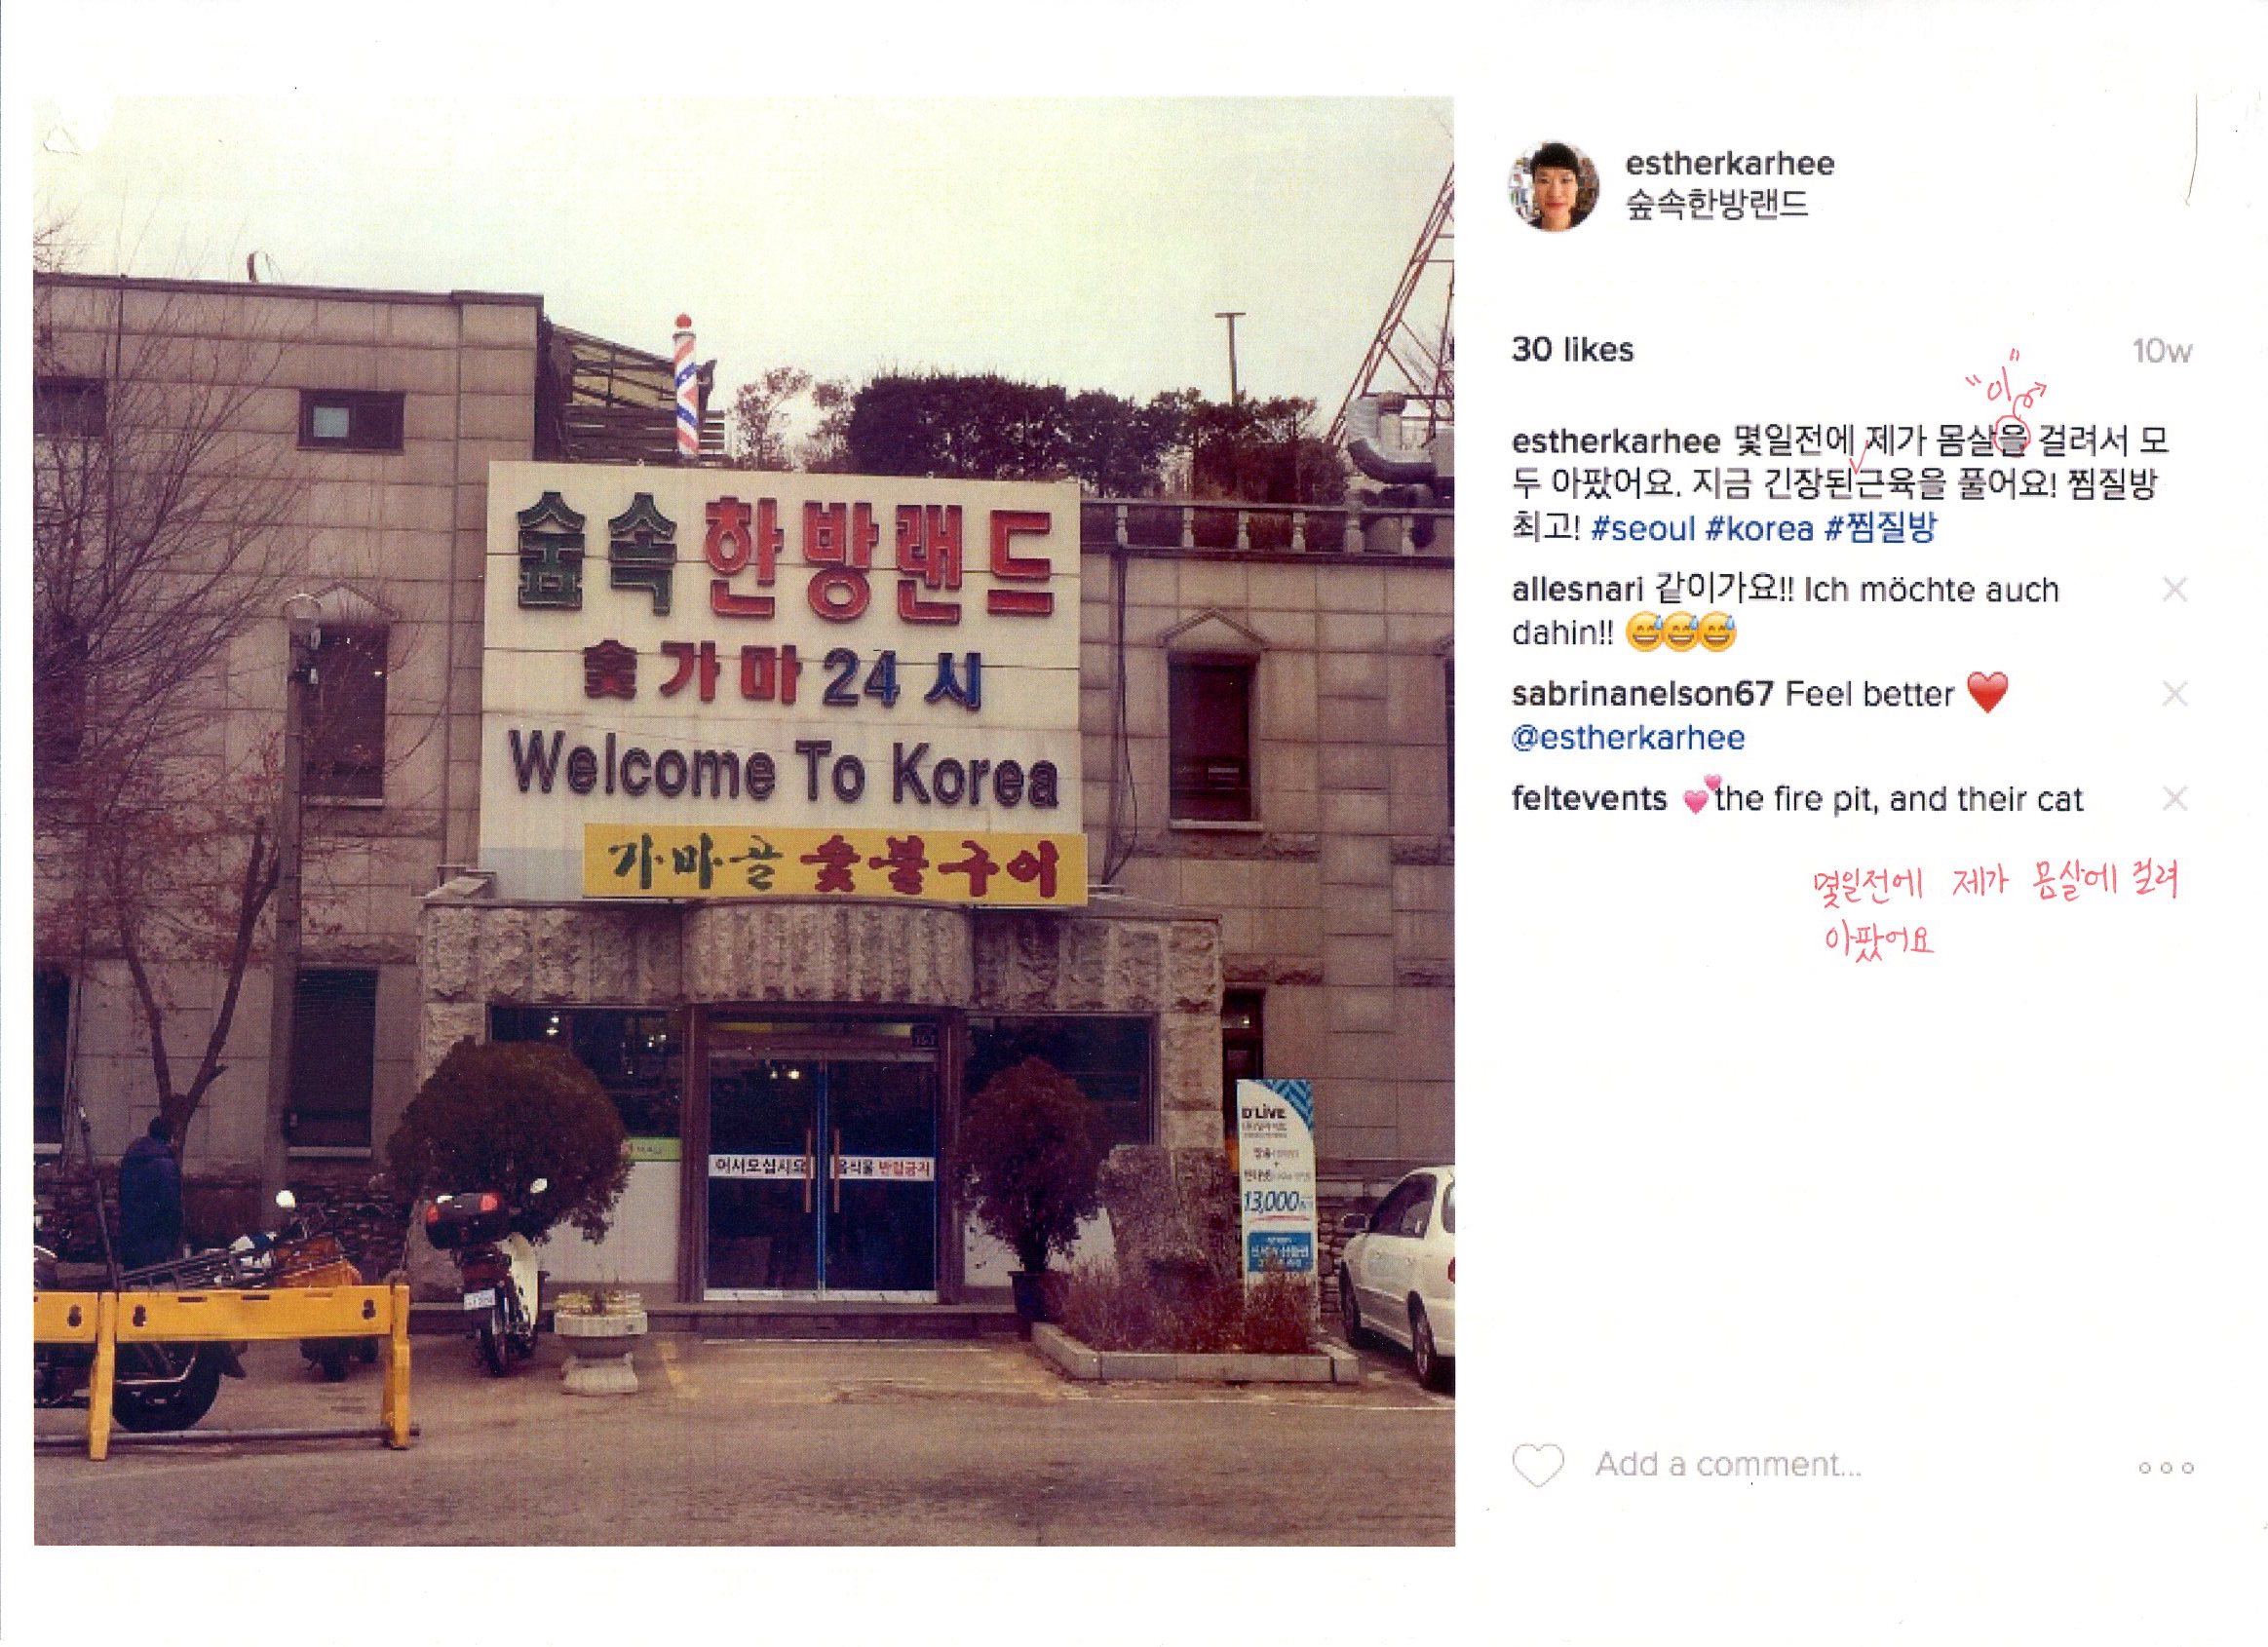 숲속한방랜드
숯가마24시
Welcome To Korea
가마골 숯불구이
어서오십시오
음식물 반입금지
D'LIVE
13,000
estherkarhee
숲속한방랜드
30 likes
10w
"이"
estherkarhee 몇일전에 제가 몸살을 걸려서 모
두 아팠어요. 지금 긴장된근육을 풀어요! 찜질방
최고! #seoul #korea #찜질방
allesnari 같이가요!! Ich möchte auch
dahin!! 😅😅😅
sabrinanelson67 Feel better ❤️
@estherkarhee
feltevents 💕the fire pit, and their cat
몇일전에 제가 몸살에 걸려
아팠어요
Add a comment...